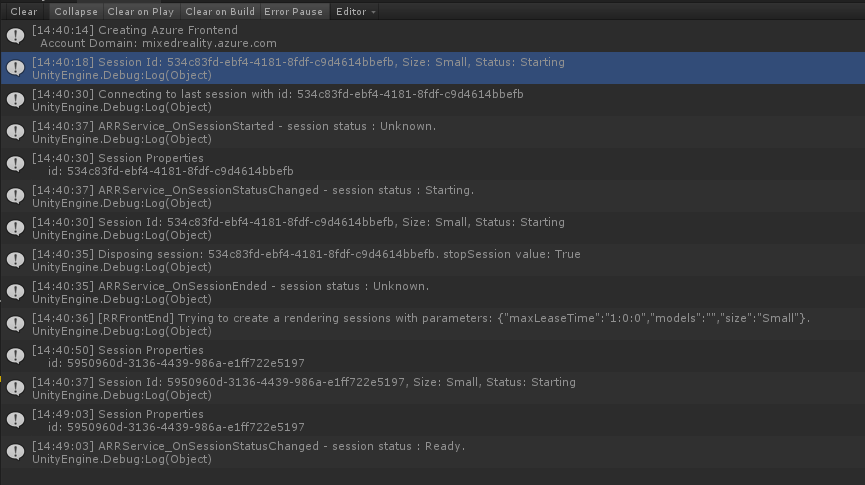 Clear Collapse Clear on Play Clear on Build Error Pause Editor
[14:40:14] Creating Azure Frontend
Account Domain: mixedreality.azure.com
[14:40:18] Session Id: 534c83fd-ebf4-4181-8fdf-c9d4614bbefb, Size: Small, Status: Starting
UnityEngine.Debug:Log(Object)
[14:40:30] Connecting to last session with id: 534c83fd-ebf4-4181-8fdf-c9d4614bbefb
UnityEngine.Debug:Log(Object)
[14:40:37] ARRService_OnSessionStarted - session status : Unknown.
UnityEngine.Debug:Log(Object)
[14:40:30] Session Properties
id: 534c83fd-ebf4-4181-8fdf-c9d4614bbefb
[14:40:37] ARRService_OnSessionStatusChanged - session status : Starting.
UnityEngine.Debug:Log(Object)
[14:40:30] Session Id: 534c83fd-ebf4-4181-8fdf-c9d4614bbefb, Size: Small, Status: Starting
UnityEngine.Debug:Log(Object)
[14:40:35] Disposing session: 534c83fd-ebf4-4181-8fdf-c9d4614bbefb. stopSession value: True
UnityEngine.Debug:Log(Object)
[14:40:35] ARRService_OnSessionEnded - session status : Unknown.
UnityEngine.Debug:Log(Object)
[14:40:36] [RRFrontEnd] Trying to create a rendering sessions with parameters: {"maxLeaseTime":"1:0:0","models":"","size":"Small"}.
UnityEngine.Debug:Log(Object)
[14:40:50] Session Properties
id: 5950960d-3136-4439-986a-e1ff722e5197
[14:40:37] Session Id: 5950960d-3136-4439-986a-e1ff722e5197, Size: Small, Status: Starting
UnityEngine.Debug:Log(Object)
[14:49:03] Session Properties
id: 5950960d-3136-4439-986a-e1ff722e5197
[14:49:03] ARRService_OnSessionStatusChanged - session status : Ready.
UnityEngine.Debug:Log(Object)